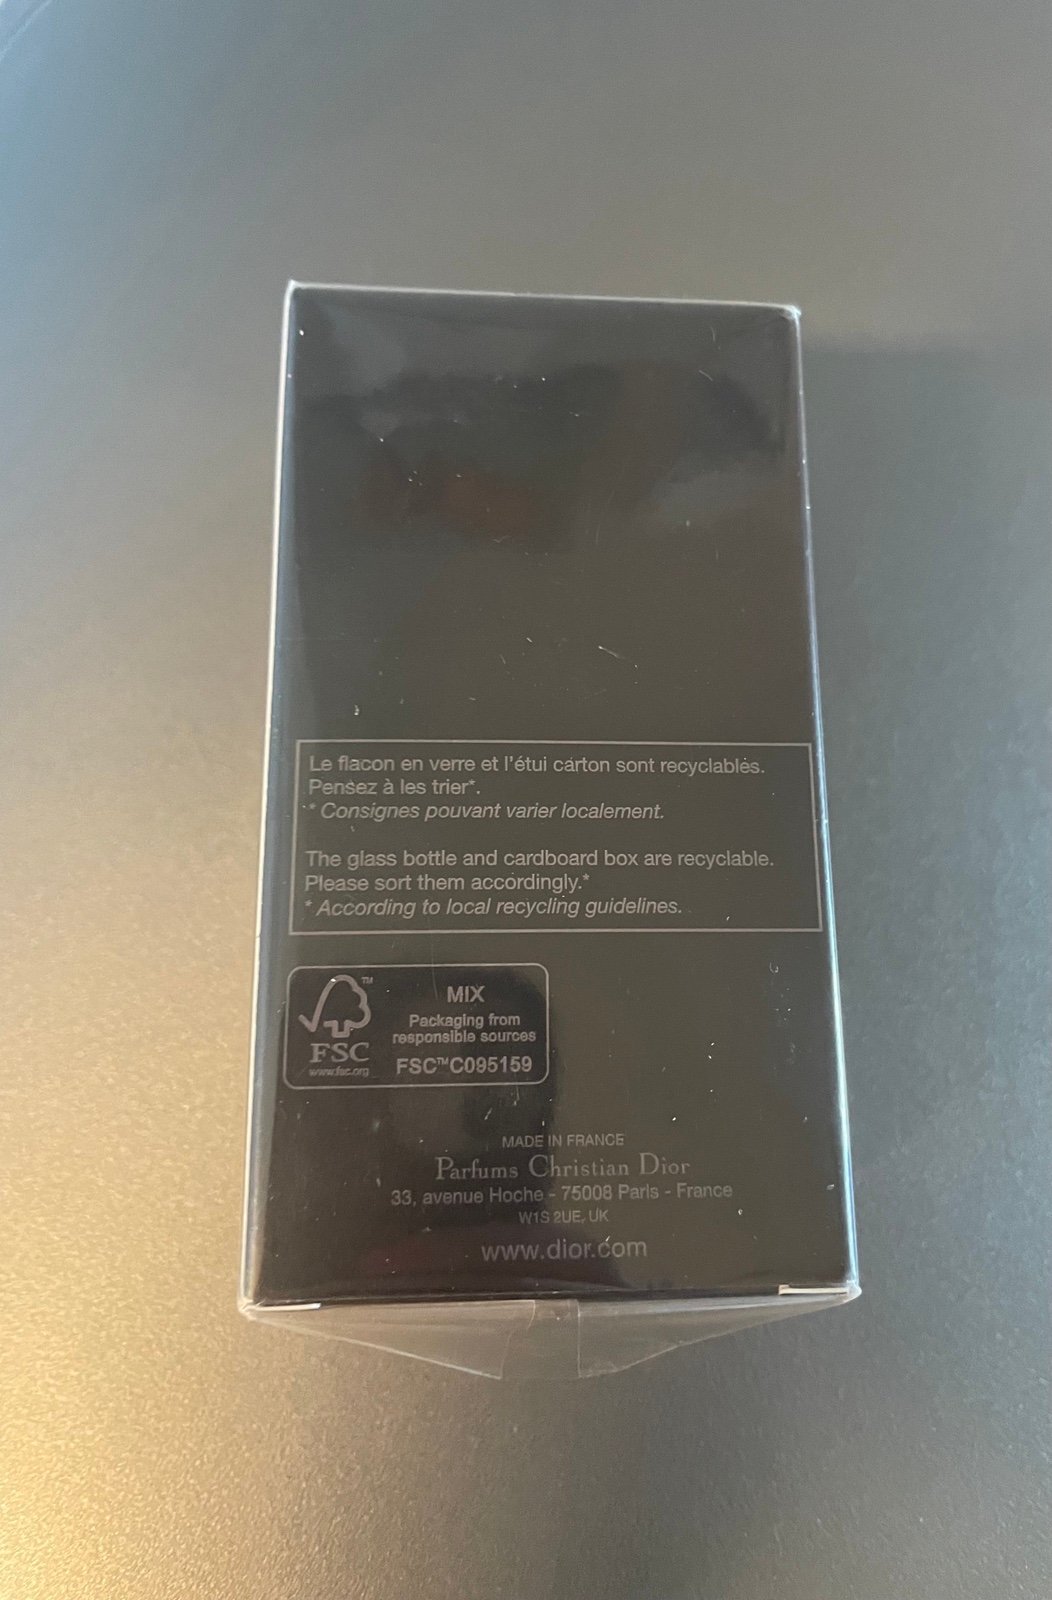 Le flacon en verre et l'étui carton sont recyclables.
Pensez à les trier*.
* Consignes pouvant varier localement.
The glass bottle and cardboard box are recyclable.
Please sort them accordingly.*
* According to local recycling guidelines.
FSC
www.fsc.org
TM
MIX
Packaging from
responsible sources
FSC™ C095159
MADE IN FRANCE
Parfums Christian Dior
33, avenue Hoche - 75008 Paris - France
W1S 2UE, UK
www.dior.com